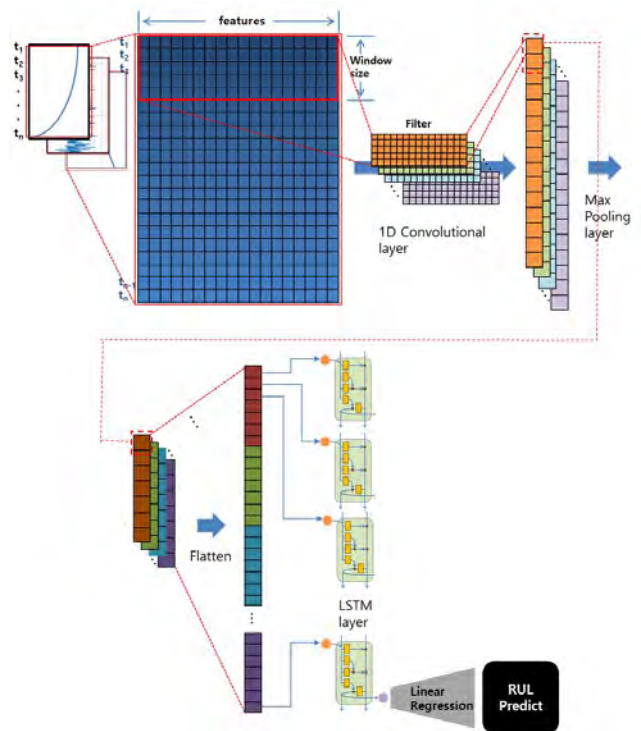 features
t1
t2
t3
.
.
.
tn
t1
t2
t3
Window
size
Filter
1D Convolutional
layer
Max
Pooling
layer
tn-1
tn
Flatten
LSTM
layer
Linear
Regression
RUL
Predict